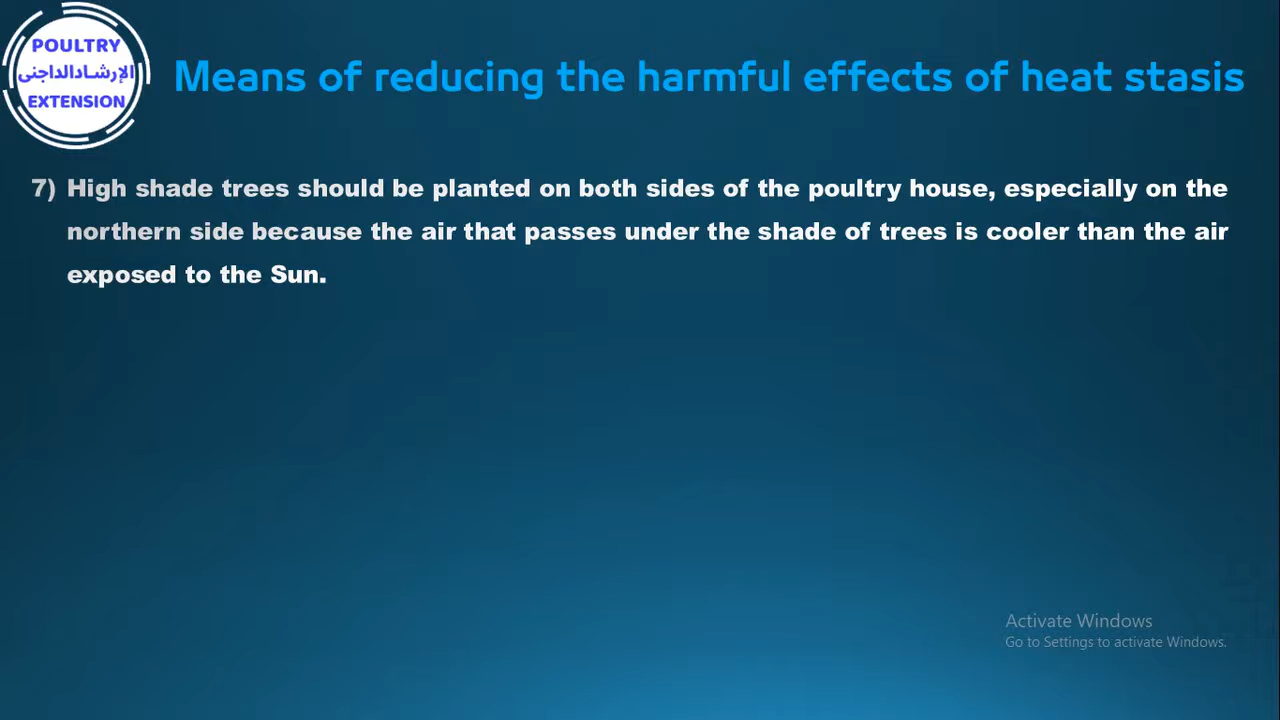 POULTRY
الإرشادالداجنى
EXTENSION
Means of reducing the harmful effects of heat stasis
7) High shade trees should be planted on both sides of the poultry house, especially on the
northern side because the air that passes under the shade of trees is cooler than the air
exposed to the Sun.
Activate Windows
Go to Settings to activate Windows.